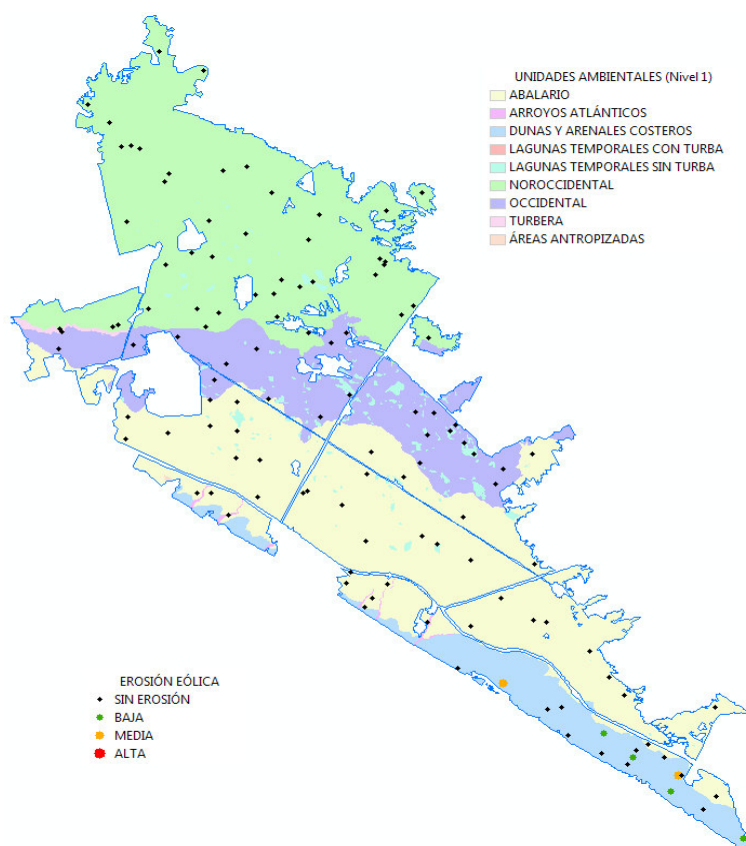 UNIDADES AMBIENTALES (Nivel 1)
ABALARIO
ARROYOS ATLÁNTICOS
DUNAS Y ARENALES COSTEROS
LAGUNAS TEMPORALES CON TURBA
LAGUNAS TEMPORALES SIN TURBA
NOROCCIDENTAL
OCCIDENTAL
TURBERA
ÁREAS ANTROPIZADAS
EROSIÓN EÓLICA
SIN EROSIÓN
BAJA
MEDIA
ALTA